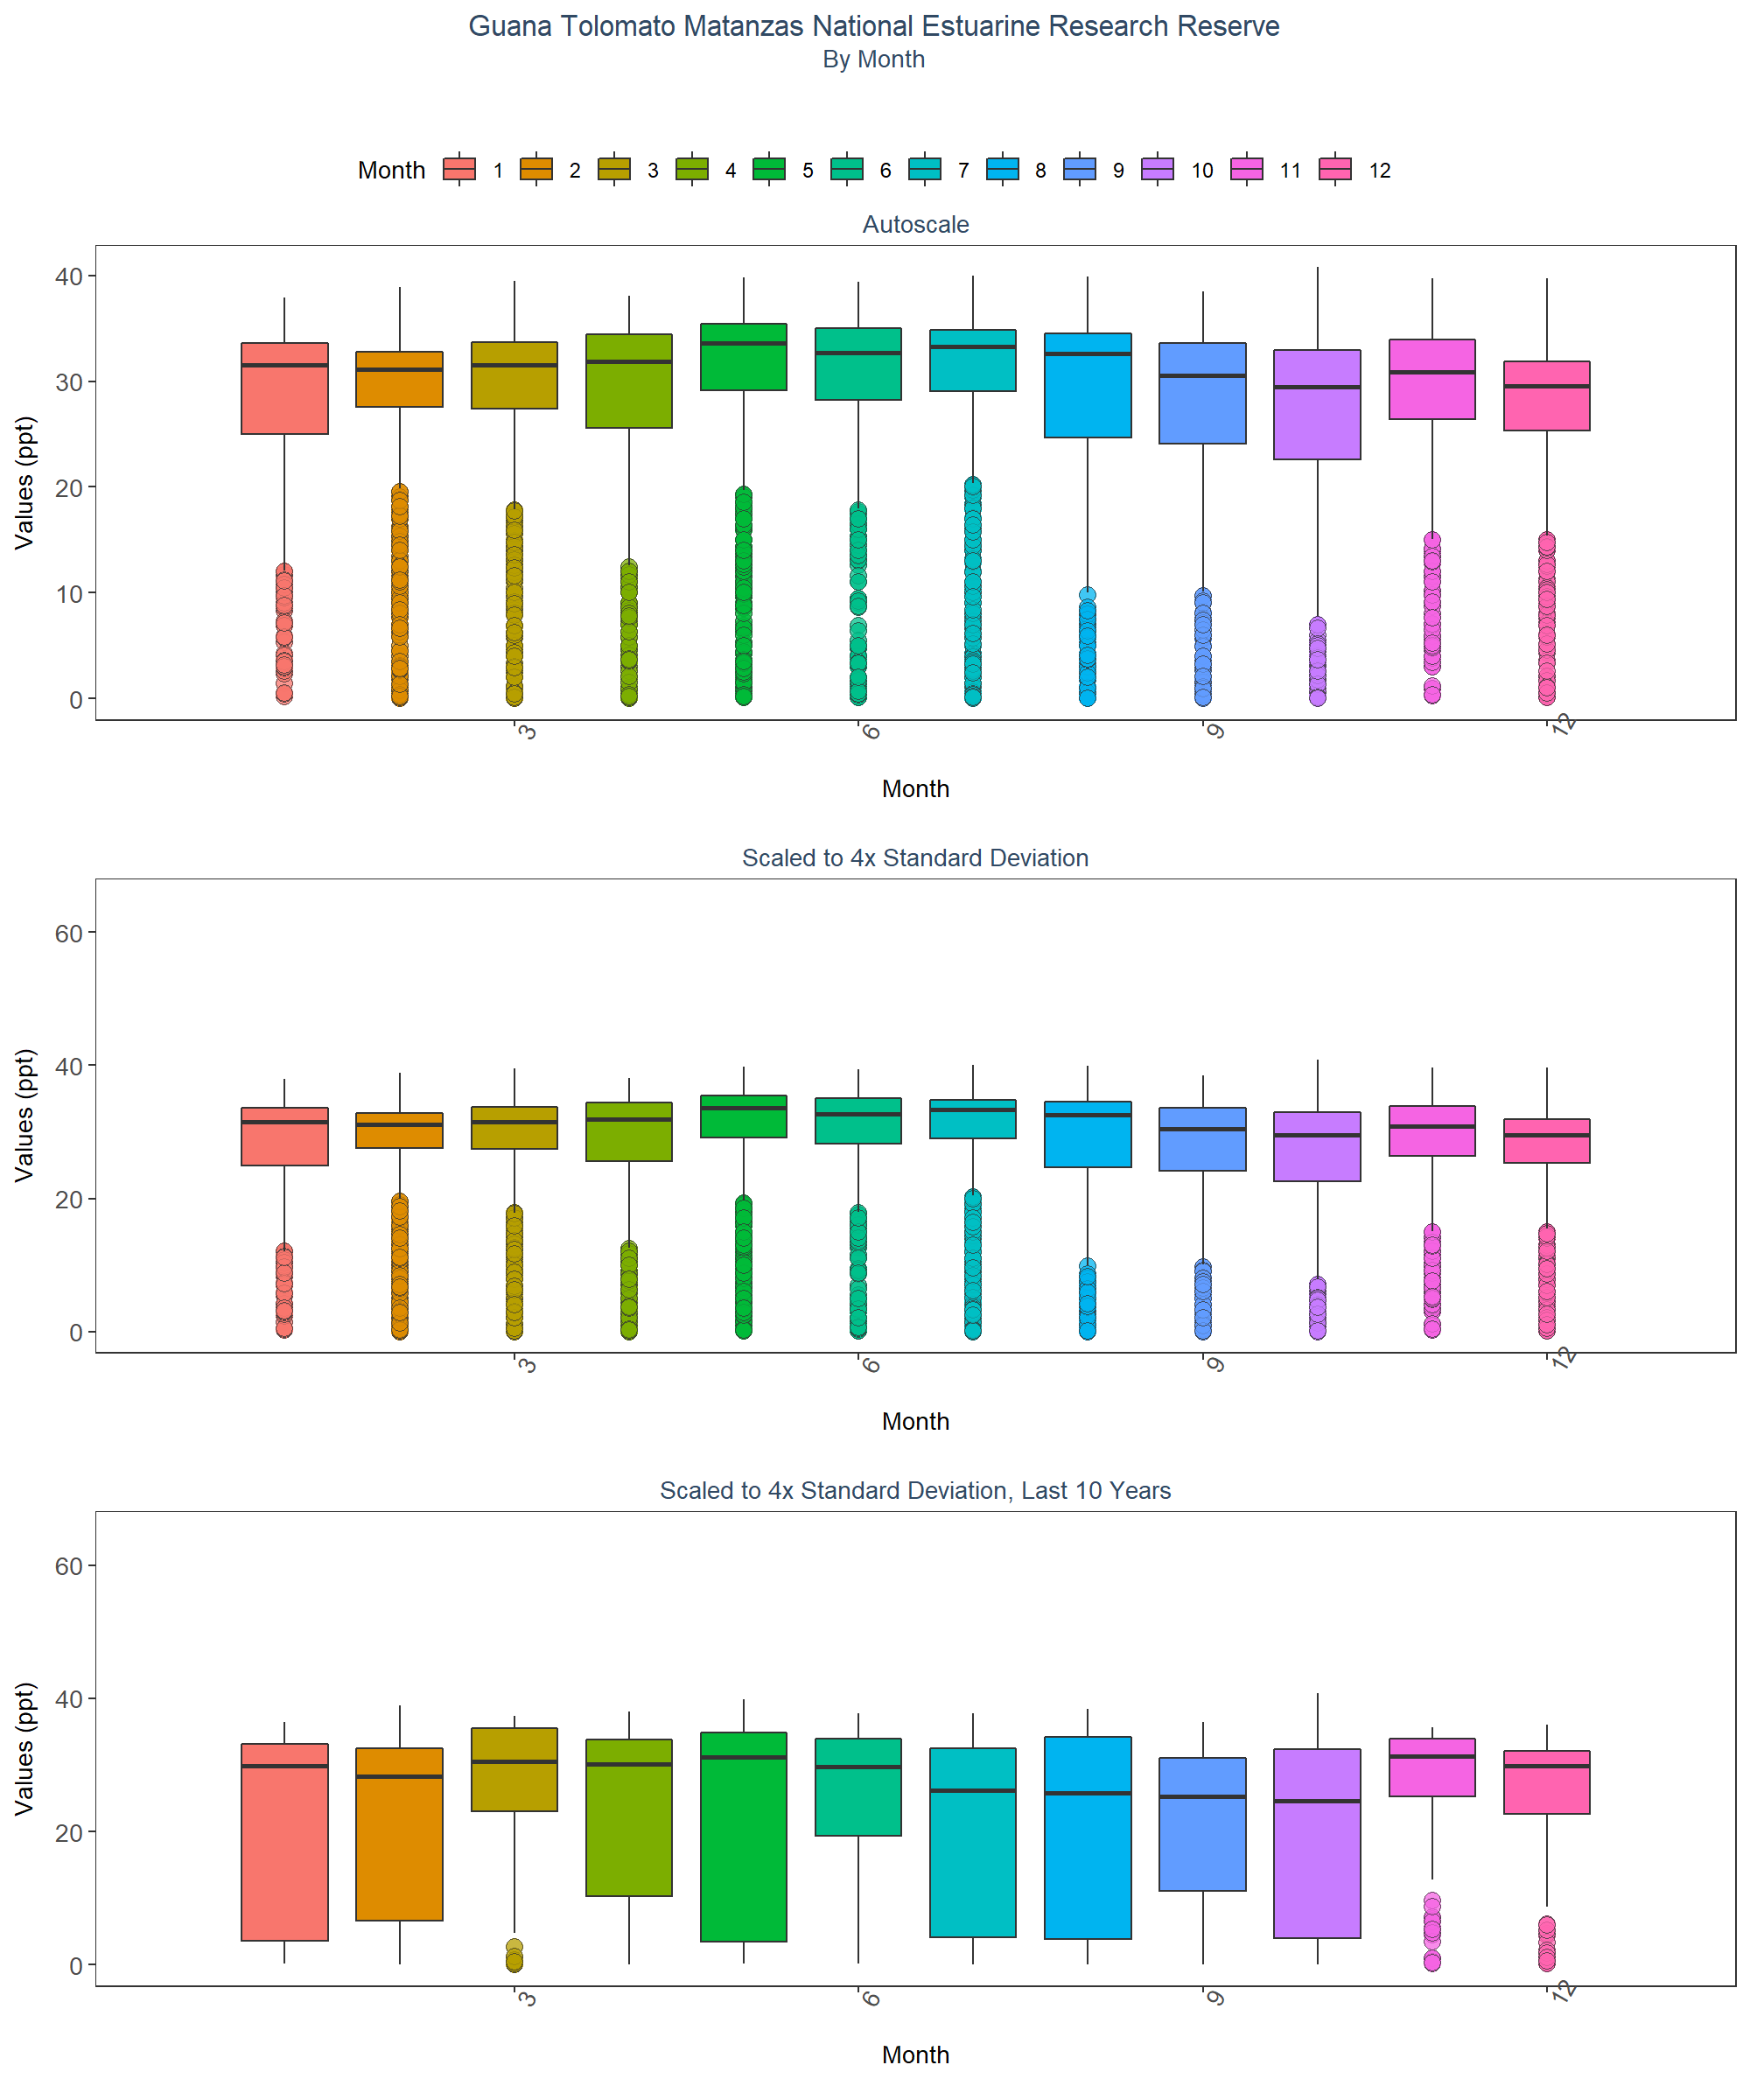 Guana Tolomato Matanzas National Estuarine Research Reserve
By Month
Month 1 2 3 4 5 6 7 8 9 10 11 12
Autoscale
Values (ppt)
40
30
20
10
0
3 6 9 12
Month
Scaled to 4x Standard Deviation
Values (ppt)
60
40
20
0
3 6 9 12
Month
Scaled to 4x Standard Deviation, Last 10 Years
Values (ppt)
60
40
20
0
3 6 9 12
Month